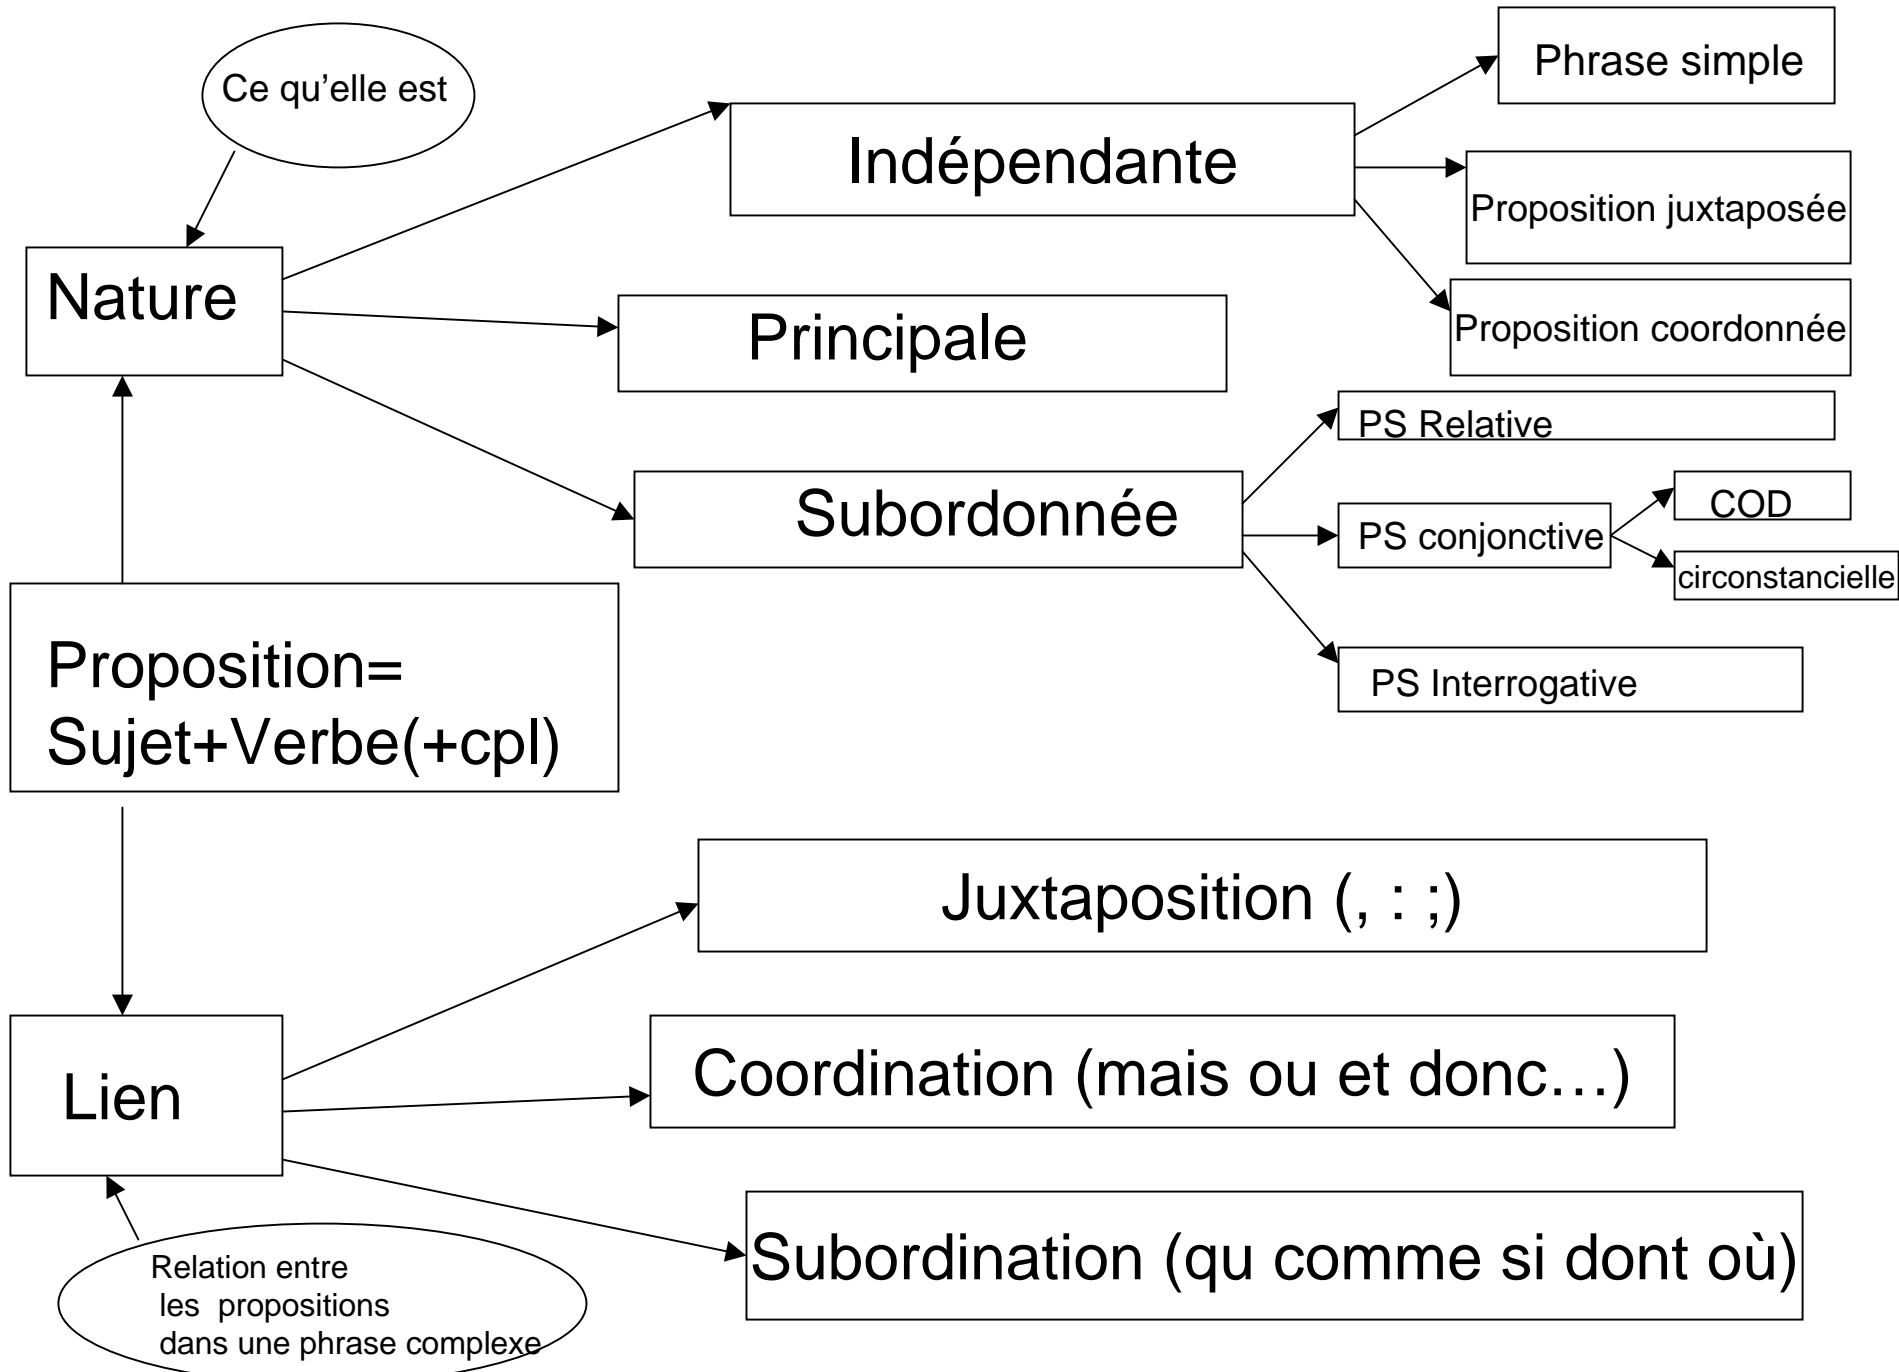 Ce qu'elle est
Nature
Indépendante
Phrase simple
Proposition juxtaposée
Proposition coordonnée
Principale
Subordonnée
PS Relative
PS conjonctive
COD
circonstancielle
PS Interrogative
Proposition=
Sujet+Verbe(+cpl)
Lien
Juxtaposition (, : ;)
Coordination (mais ou et donc…)
Subordination (qu comme si dont où)
Relation entre
les propositions
dans une phrase complexe